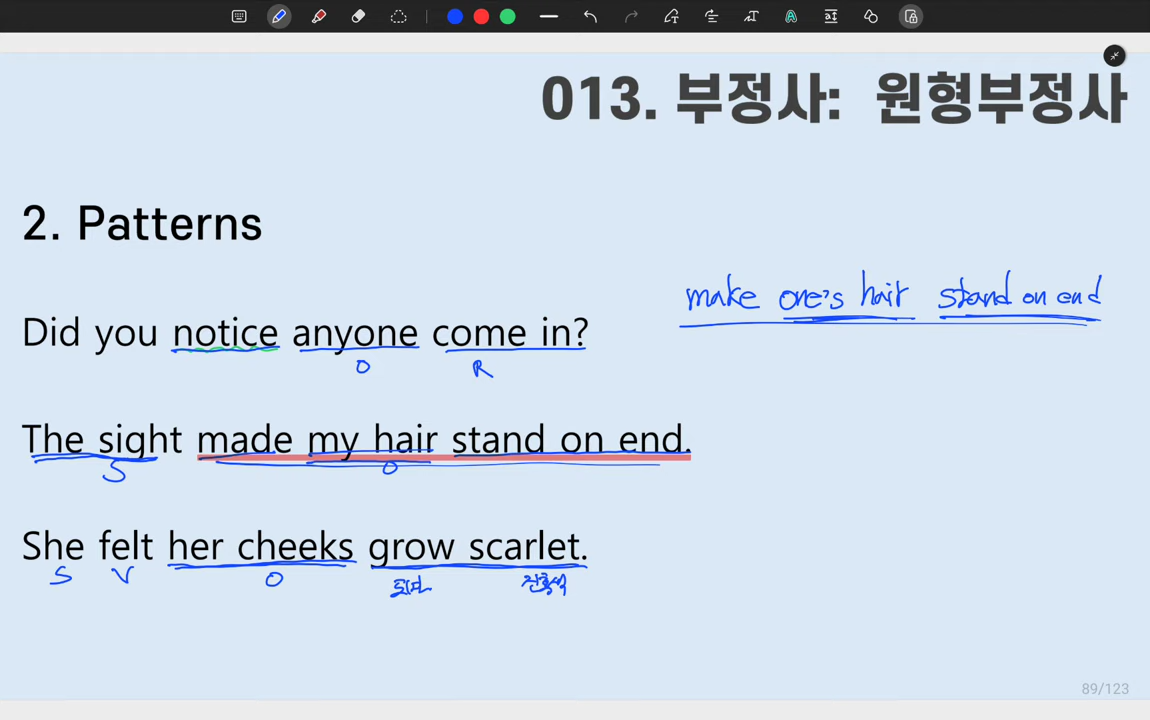 013. 부정사: 원형부정사
2. Patterns
make one's hair stand on end
Did you notice anyone come in?
O R
The sight made my hair stand on end.
S O
She felt her cheeks grow scarlet.
S V O 되다 진홍색
89/123